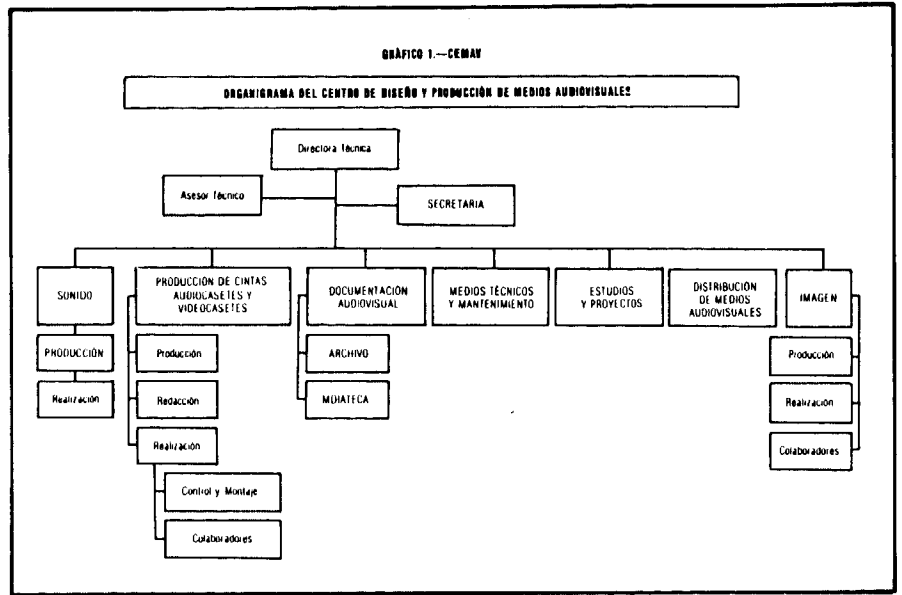 GRÁFICO 1.—CEMAV
ORGANIGRAMA DEL CENTRO DE DISEÑO Y PRODUCCIÓN DE MEDIOS AUDIOVISUALES
Directora Técnica
Asesor Técnico
SECRETARIA
SONIDO
PRODUCCIÓN
Realización
PRODUCCIÓN DE CINTAS
AUDIOCASETES Y
VIDEOCASETES
Producción
Redacción
Realización
Control y Montaje
Colaboradores
DOCUMENTACIÓN
AUDIOVISUAL
ARCHIVO
MDIATECA
MEDIOS TÉCNICOS
Y MANTENIMIENTO
ESTUDIOS
Y PROYECTOS
DISTRIBUCIÓN
DE MEDIOS
AUDIOVISUALES
IMAGEN
Producción
Realización
Colaboradores